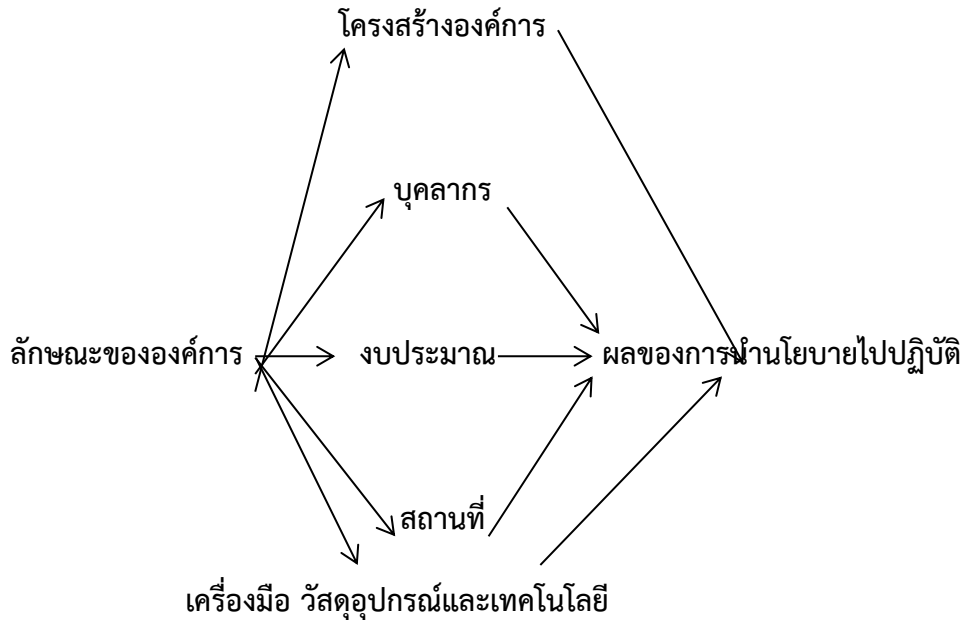 โครงสร้างองค์การ
บุคลากร
ลักษณะขององค์การ งบประมาณ ผลของการนำนโยบายไปปฏิบัติ
สถานที่
เครื่องมือ วัสดุอุปกรณ์และเทคโนโลยี